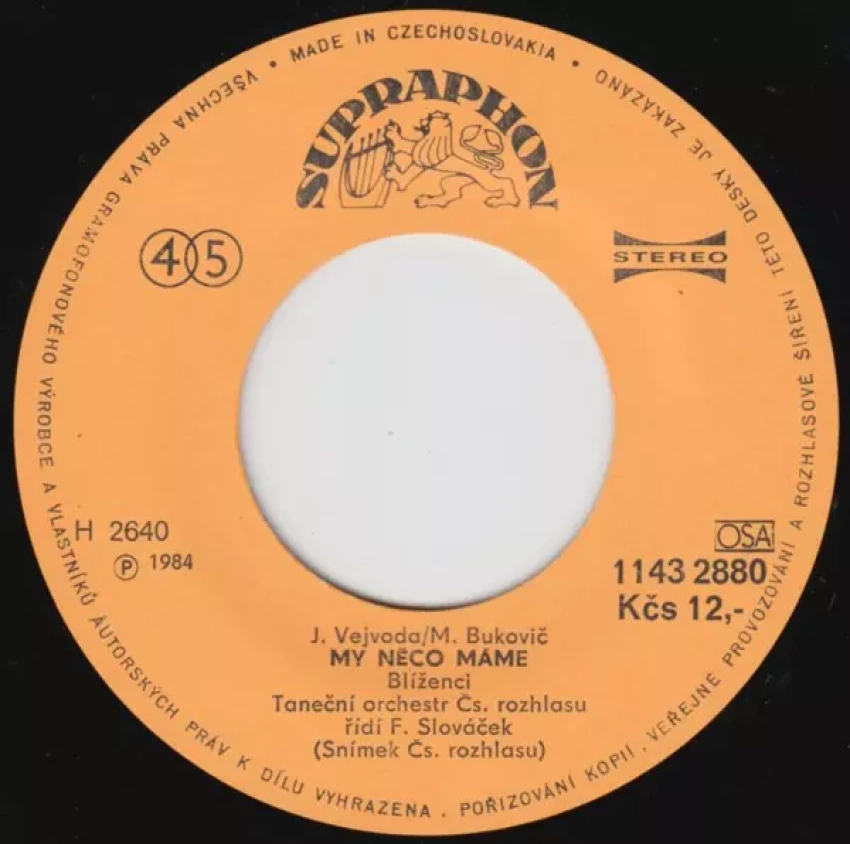 VŠECHNA PRÁVA GRAMOFONOVÉHO VÝROBCE A VLASTNÍKŮ AUTORSKÝCH PRÁV K DÍLU VYHRAZENA . POŘIZOVÁNÍ KOPIÍ , VEŘEJNÉ PROVOZOVÁNÍ A ROZHLASOVÉ ŠÍŘENÍ TÉTO DESKY JE ZAKÁZÁNO
• MADE IN CZECHOSLOVAKIA •
SUPRAPHON
45
STEREO
H 2640
Ⓟ 1984
OSA
1143 2880
Kčs 12,-
J. Vejvoda/M. Bukovič
MY NĚCO MÁME
Blíženci
Taneční orchestr Čs. rozhlasu
řídí F. Slováček
(Snímek Čs. rozhlasu)